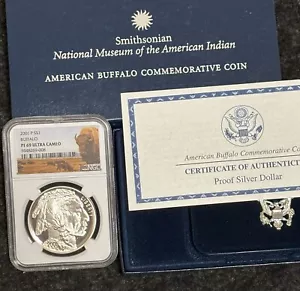 Smithsonian
National Museum of the American Indian
AMERICAN BUFFALO COMMEMORATIVE COIN
2001 P S$1
BUFFALO
PF 69 ULTRA CAMEO
American Buffalo Commemorative Co
CERTIFICATE OF AUTHENTIC
Proof Silver Dollar